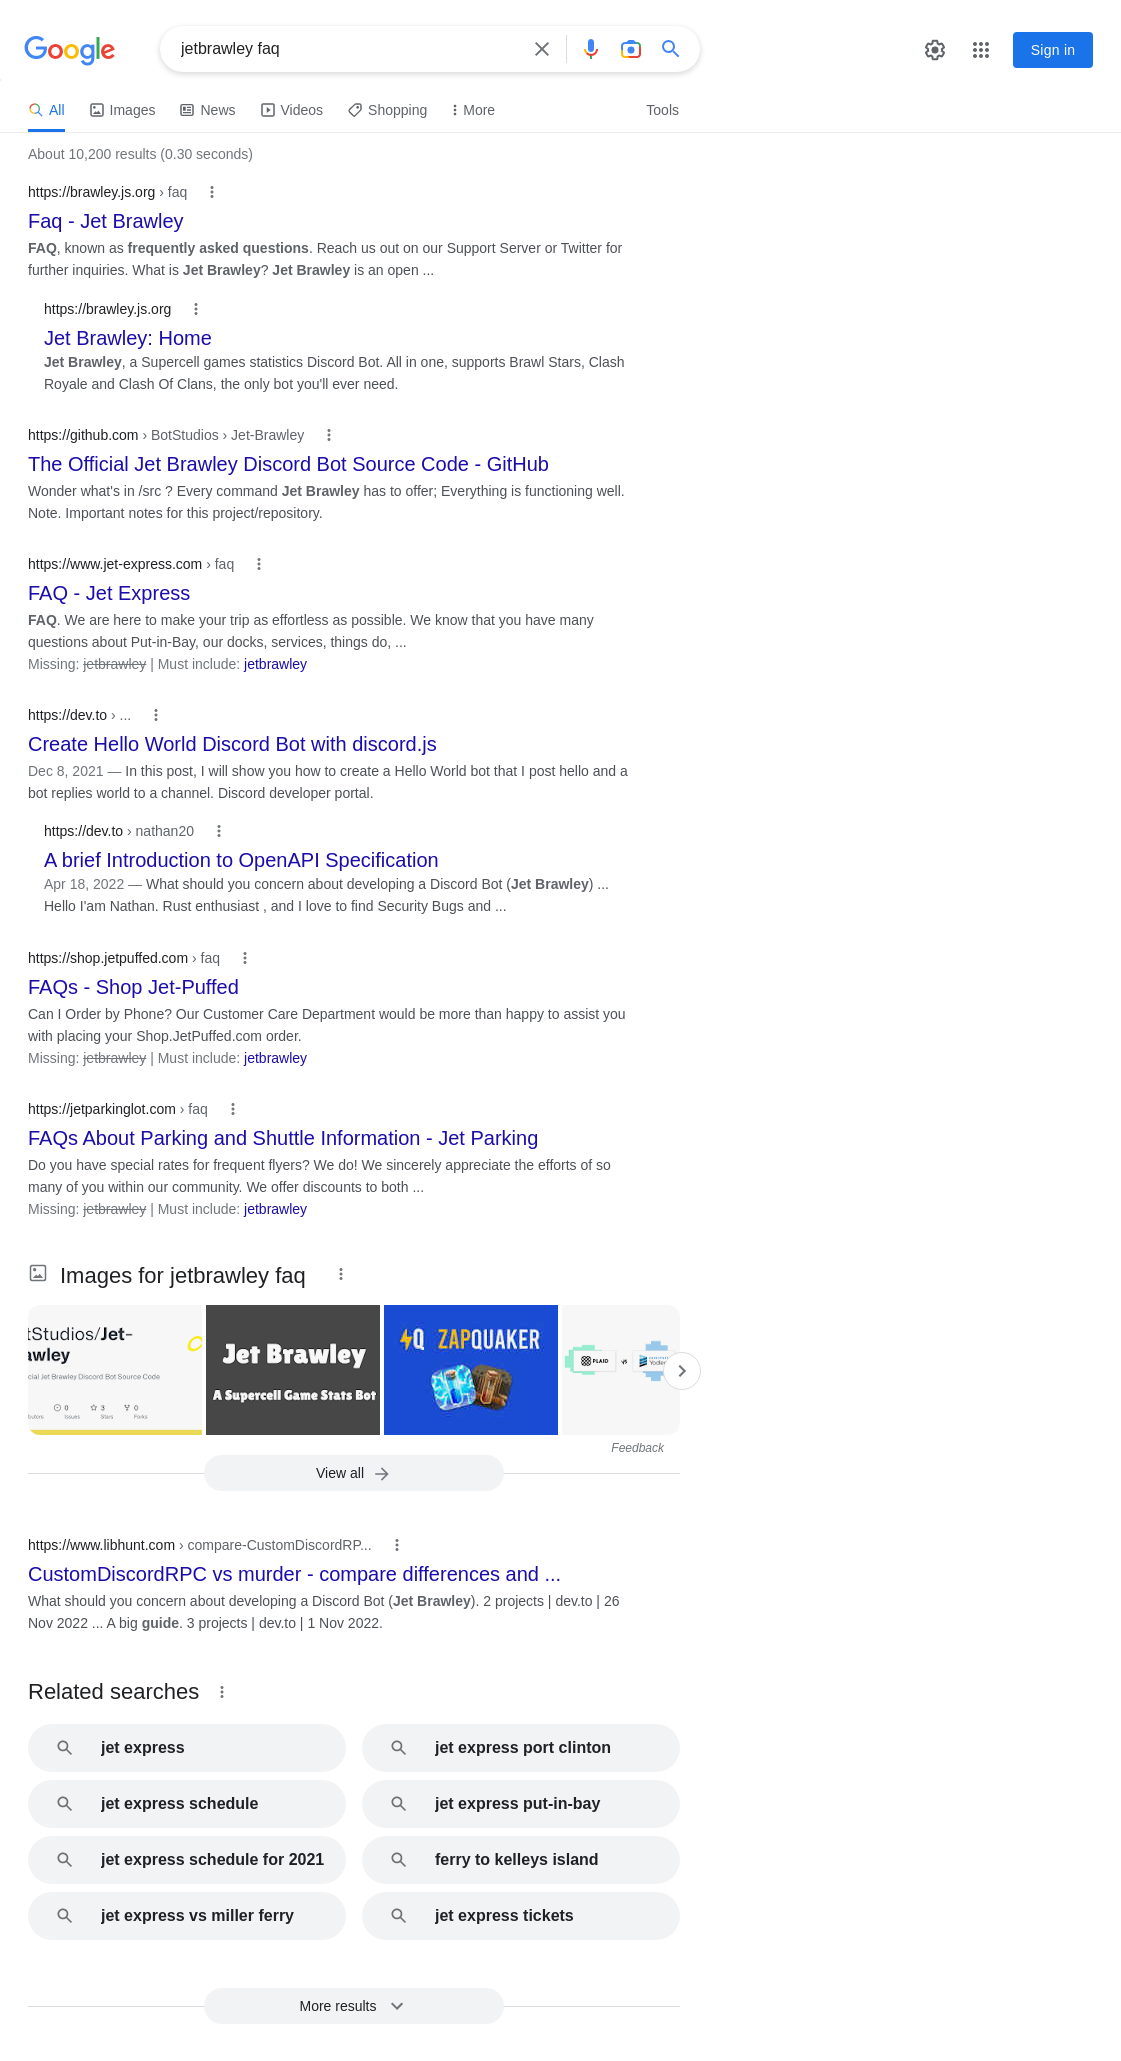 Google
jetbrawley faq
Sign in
All
Images
News
Videos
Shopping
More
Tools
About 10,200 results (0.30 seconds)
https://brawley.js.org › faq
Faq - Jet Brawley
FAQ, known as frequently asked questions. Reach us out on our Support Server or Twitter for
further inquiries. What is Jet Brawley? Jet Brawley is an open ...
https://brawley.js.org
Jet Brawley: Home
Jet Brawley, a Supercell games statistics Discord Bot. All in one, supports Brawl Stars, Clash
Royale and Clash Of Clans, the only bot you'll ever need.
https://github.com › BotStudios › Jet-Brawley
The Official Jet Brawley Discord Bot Source Code - GitHub
Wonder what's in /src ? Every command Jet Brawley has to offer; Everything is functioning well.
Note. Important notes for this project/repository.
https://www.jet-express.com › faq
FAQ - Jet Express
FAQ. We are here to make your trip as effortless as possible. We know that you have many
questions about Put-in-Bay, our docks, services, things do, ...
Missing: jetbrawley | Must include: jetbrawley
https://dev.to › ...
Create Hello World Discord Bot with discord.js
Dec 8, 2021 — In this post, I will show you how to create a Hello World bot that I post hello and a
bot replies world to a channel. Discord developer portal.
https://dev.to › nathan20
A brief Introduction to OpenAPI Specification
Apr 18, 2022 — What should you concern about developing a Discord Bot (Jet Brawley) ...
Hello I'am Nathan. Rust enthusiast , and I love to find Security Bugs and ...
https://shop.jetpuffed.com › faq
FAQs - Shop Jet-Puffed
Can I Order by Phone? Our Customer Care Department would be more than happy to assist you
with placing your Shop.JetPuffed.com order.
Missing: jetbrawley | Must include: jetbrawley
https://jetparkinglot.com › faq
FAQs About Parking and Shuttle Information - Jet Parking
Do you have special rates for frequent flyers? We do! We sincerely appreciate the efforts of so
many of you within our community. We offer discounts to both ...
Missing: jetbrawley | Must include: jetbrawley
Images for jetbrawley faq
tStudios/Jet-
awley
cial Jet Brawley Discord Bot Source Code
0 3 0
Issues Stars Forks
Jet Brawley
A Supercell Game Stats Bot
ZAPQUAKER
PLAID vs
Feedback
View all
https://www.libhunt.com › compare-CustomDiscordRP...
CustomDiscordRPC vs murder - compare differences and ...
What should you concern about developing a Discord Bot (Jet Brawley). 2 projects | dev.to | 26
Nov 2022 ... A big guide. 3 projects | dev.to | 1 Nov 2022.
Related searches
jet express
jet express port clinton
jet express schedule
jet express put-in-bay
jet express schedule for 2021
ferry to kelleys island
jet express vs miller ferry
jet express tickets
More results